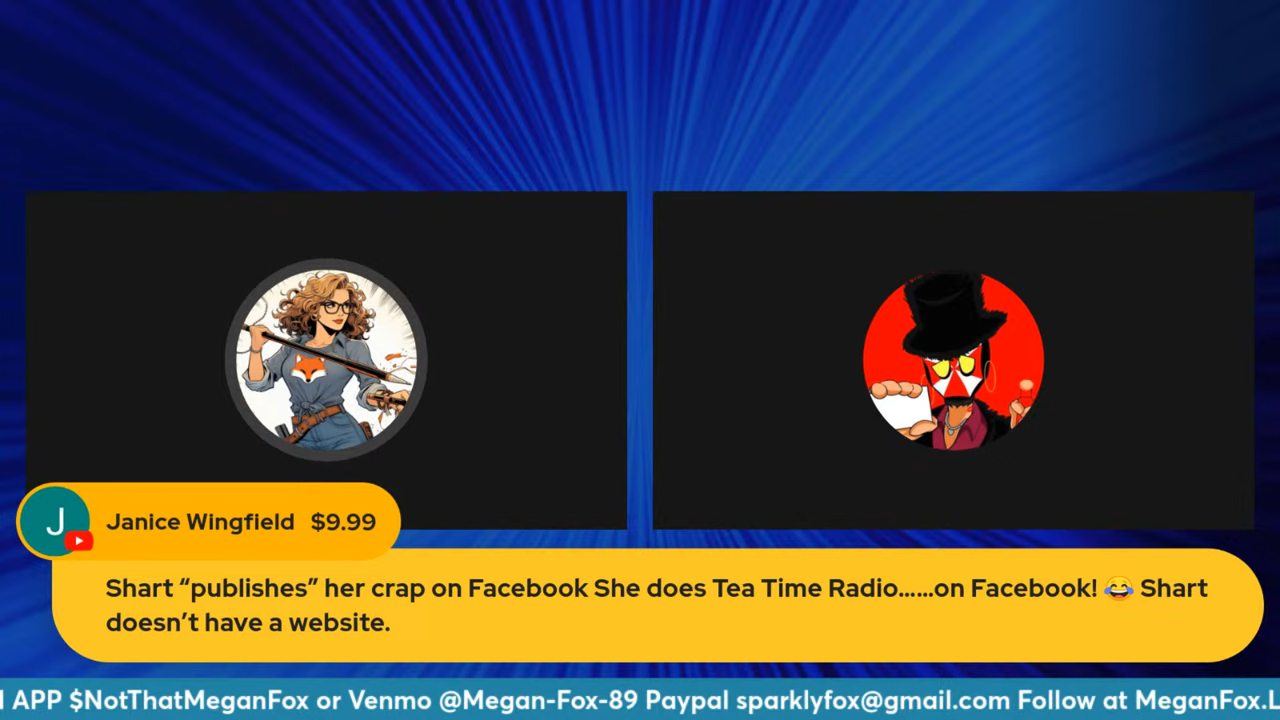 J
Janice Wingfield $9.99
Shart “publishes” her crap on Facebook She does Tea Time Radio......on Facebook! 😂 Shart
doesn’t have a website.
APP $NotThatMeganFox or Venmo @Megan-Fox-89 Paypal sparklyfox@gmail.com Follow at MeganFox.L